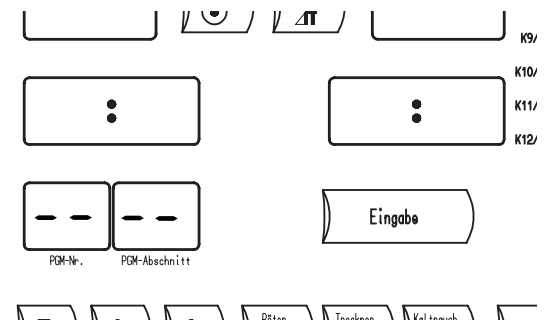 K9/
K10/
K11/
K12/
Eingabe
PGM-Nr. PGM-Abschnitt